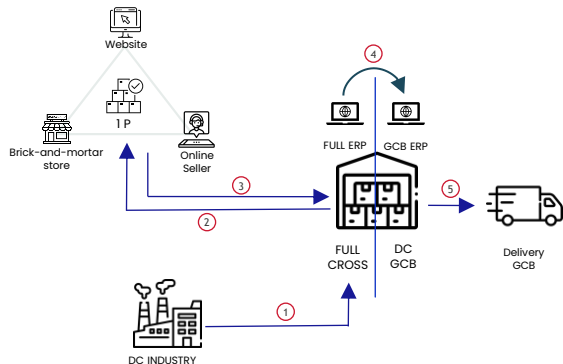 Website
1 P
Brick-and-mortar
store
Online
Seller
4
FULL ERP
GCB ERP
3
2
5
FULL
CROSS
DC
GCB
Delivery
GCB
1
DC INDUSTRY